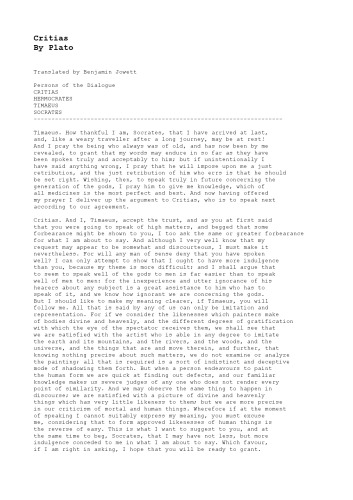 Critias
By Plato
Translated by Benjamin Jowett
Persons of the Dialogue
CRITIAS
HERMOCRATES
TIMAEUS
SOCRATES
----------------------------------------------------------------------
Timaeus. How thankful I am, Socrates, that I have arrived at last,
and, like a weary traveller after a long journey, may be at rest!
And I pray the being who always was of old, and has now been by me
revealed, to grant that my words may endure in so far as they have
been spoken truly and acceptably to him; but if unintentionally I
have said anything wrong, I pray that he will impose upon me a just
retribution, and the just retribution of him who errs is that he should
be set right. Wishing, then, to speak truly in future concerning the
generation of the gods, I pray him to give me knowledge, which of
all medicines is the most perfect and best. And now having offered
my prayer I deliver up the argument to Critias, who is to speak next
according to our agreement.
Critias. And I, Timaeus, accept the trust, and as you at first said
that you were going to speak of high matters, and begged that some
forbearance might be shown to you, I too ask the same or greater forbearance
for what I am about to say. And although I very well know that my
request may appear to be somewhat and discourteous, I must make it
nevertheless. For will any man of sense deny that you have spoken
well? I can only attempt to show that I ought to have more indulgence
than you, because my theme is more difficult; and I shall argue that
to seem to speak well of the gods to men is far easier than to speak
well of men to men: for the inexperience and utter ignorance of his
hearers about any subject is a great assistance to him who has to
speak of it, and we know how ignorant we are concerning the gods.
But I should like to make my meaning clearer, if Timaeus, you will
follow me. All that is said by any of us can only be imitation and
representation. For if we consider the likenesses which painters make
of bodies divine and heavenly, and the different degrees of gratification
with which the eye of the spectator receives them, we shall see that
we are satisfied with the artist who is able in any degree to imitate
the earth and its mountains, and the rivers, and the woods, and the
universe, and the things that are and move therein, and further, that
knowing nothing precise about such matters, we do not examine or analyze
the painting; all that is required is a sort of indistinct and deceptive
mode of shadowing them forth. But when a person endeavours to paint
the human form we are quick at finding out defects, and our familiar
knowledge makes us severe judges of any one who does not render every
point of similarity. And we may observe the same thing to happen in
discourse; we are satisfied with a picture of divine and heavenly
things which has very little likeness to them; but we are more precise
in our criticism of mortal and human things. Wherefore if at the moment
of speaking I cannot suitably express my meaning, you must excuse
me, considering that to form approved likenesses of human things is
the reverse of easy. This is what I want to suggest to you, and at
the same time to beg, Socrates, that I may have not less, but more
indulgence conceded to me in what I am about to say. Which favour,
if I am right in asking, I hope that you will be ready to grant.